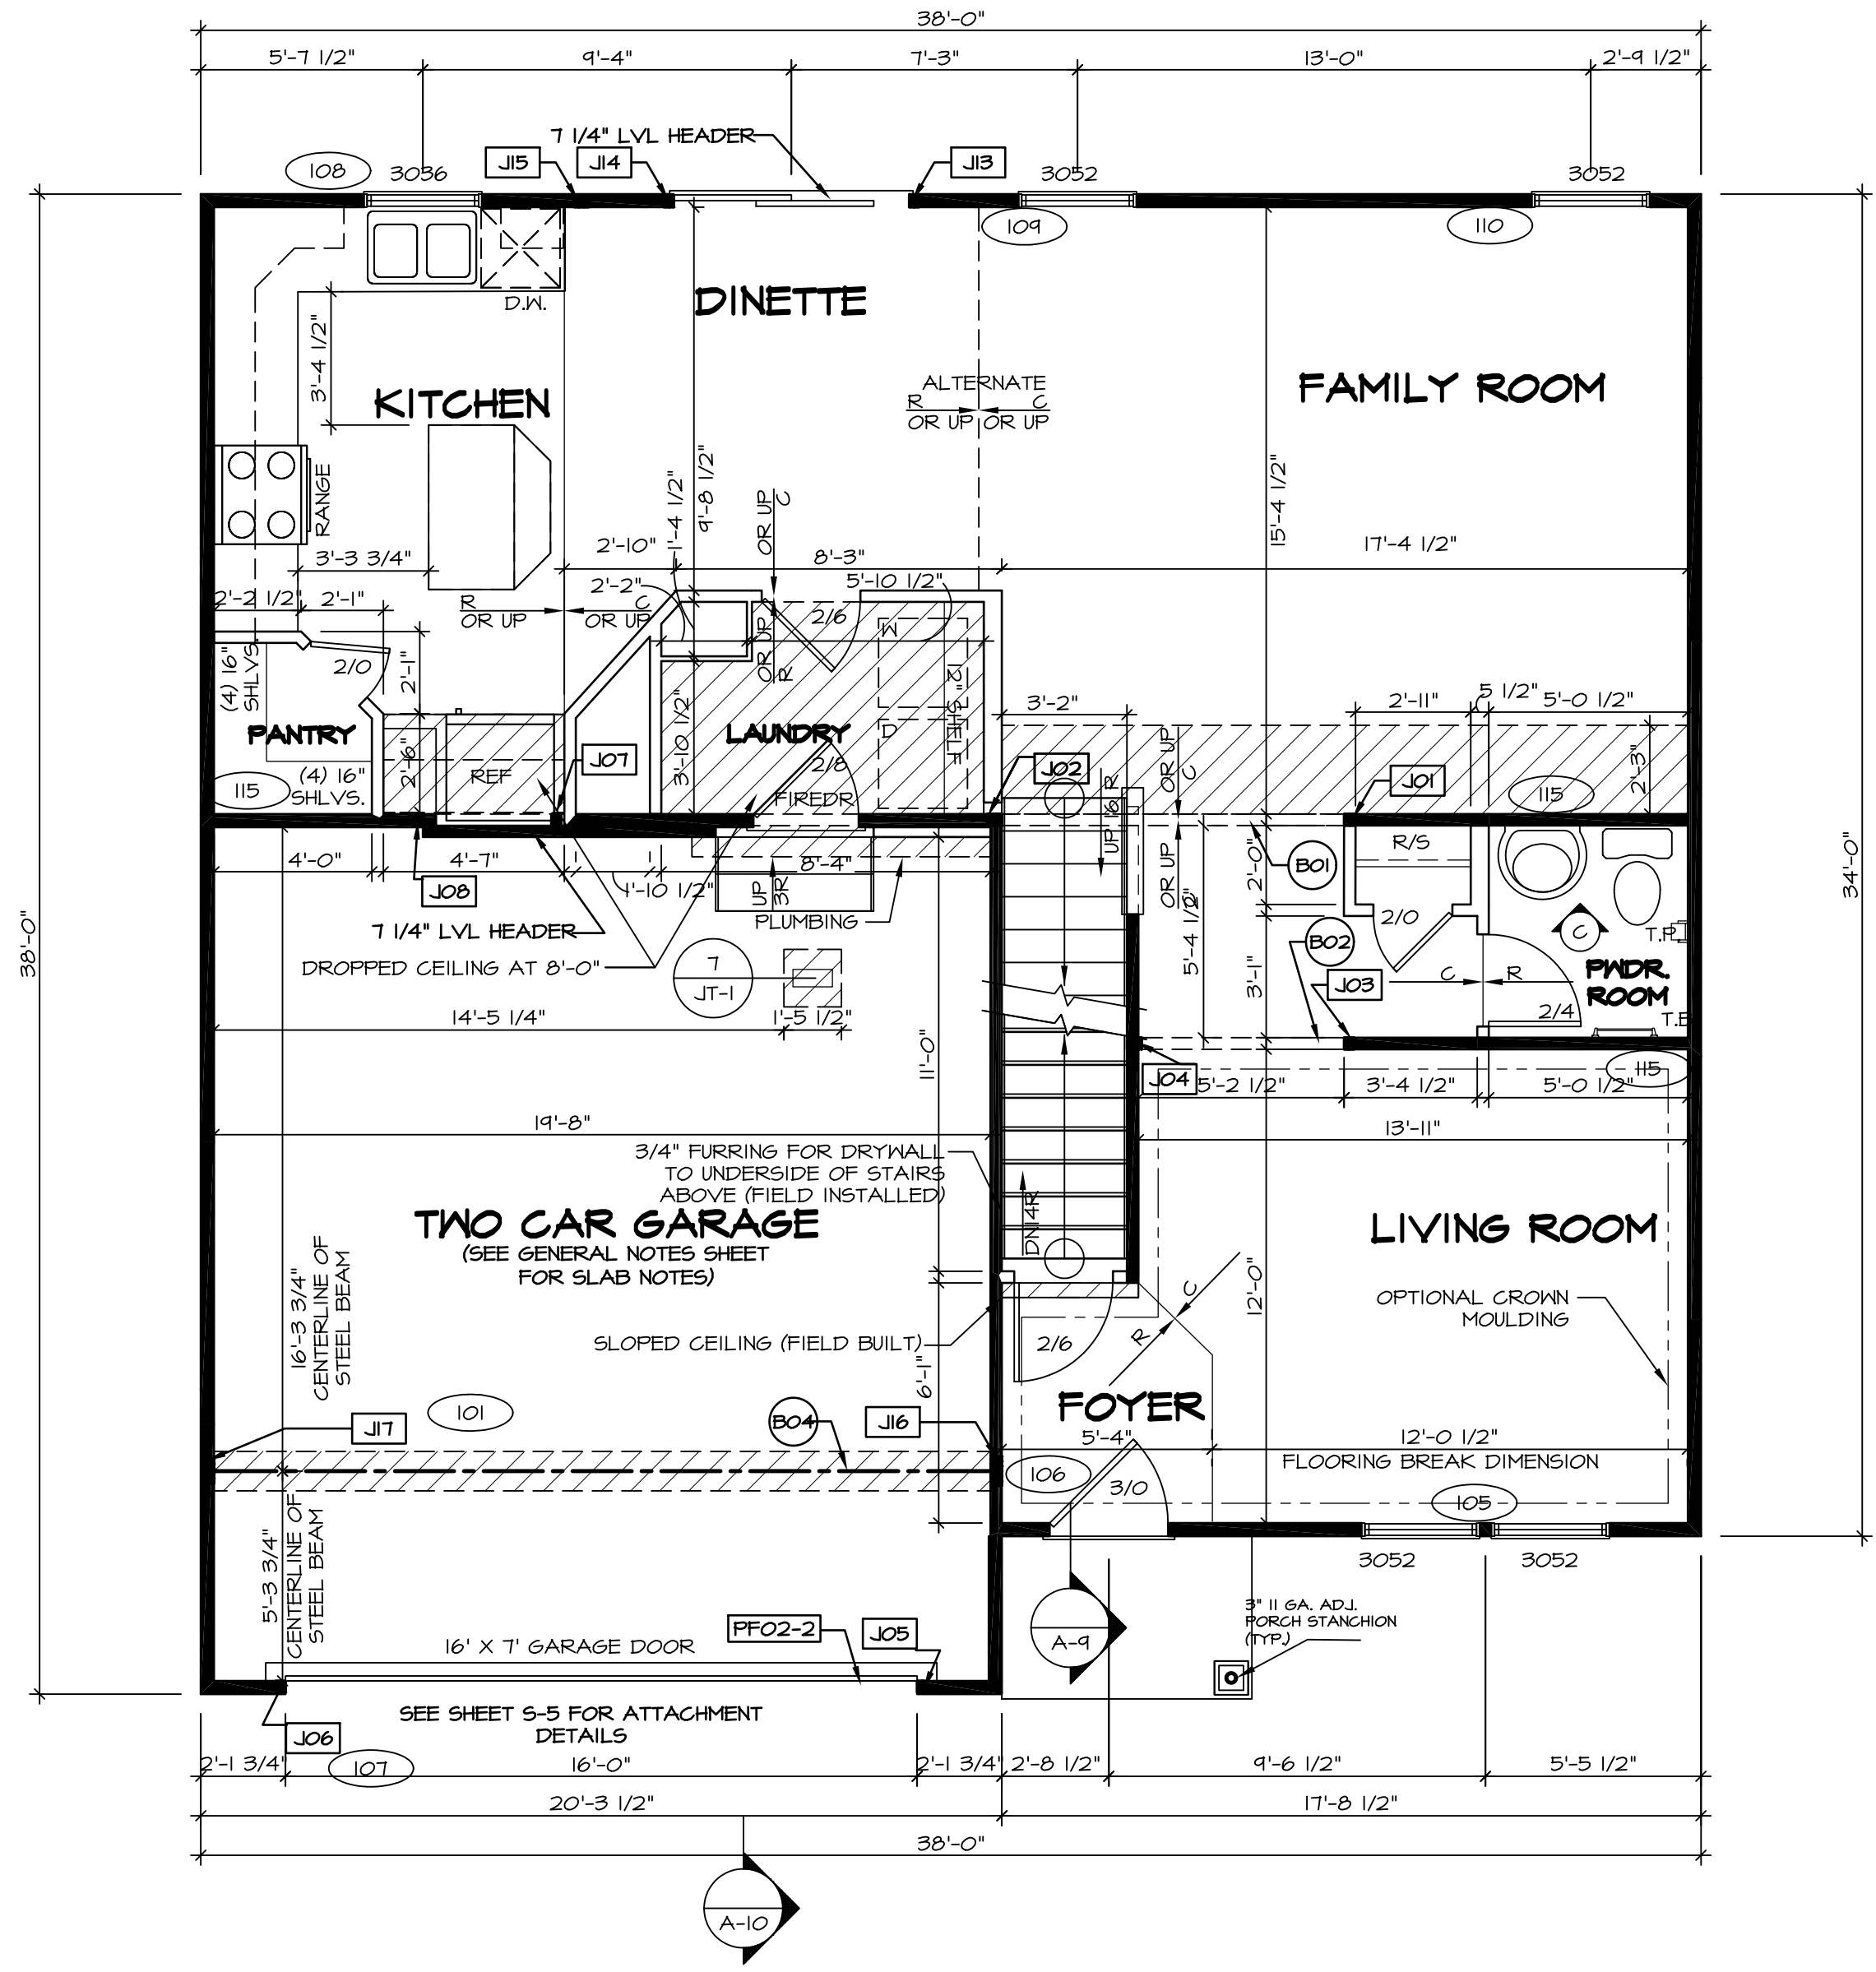 38'-0"
5'-7 1/2"
9'-4"
7'-3"
13'-0"
2'-9 1/2"
7 1/4" LVL HEADER
J15
J14
J13
108
3036
3052
3052
109
110
D.W.
DINETTE
3'-4 1/2"
KITCHEN
ALTERNATE
R
C
OR UP
OR UP
FAMILY ROOM
RANGE
9'-8 1/2"
1'-4 1/2"
OR UP
C
15'-4 1/2"
3'-3 3/4"
2'-10"
8'-3"
17'-4 1/2"
2'-2"
5'-10 1/2"
2'-2 1/2"
2'-1"
R
OR UP
C
OR UP
2/6
W
OR UP
R
(4) 16"
SHLVS.
2/0
2'-1"
12" SHELF
PANTRY
LAUNDRY
D
3'-2"
2'-11"
5 1/2"
5'-0 1/2"
2'-6"
REF
J07
3'-10 1/2"
2/8
FIREDR
J02
OR UP
C
J01
115
2'-3"
115
(4) 16"
SHLVS.
UP 16 R
4'-0"
4'-7"
1'-10 1/2"
8'-4"
J08
UP
3R
PLUMBING
OR UP
5'-4 1/2"
2'-0"
B01
R/S
2/0
B02
C
T.P.
7 1/4" LVL HEADER
DROPPED CEILING AT 8'-0"
7
JT-1
3'-1"
J03
C
R
PWDR.
ROOM
2/4
14'-5 1/4"
1'-5 1/2"
11'-0"
J04
5'-2 1/2"
3'-4 1/2"
5'-0 1/2"
115
19'-8"
13'-11"
3/4" FURRING FOR DRYWALL
TO UNDERSIDE OF STAIRS
ABOVE (FIELD INSTALLED)
DN14R
TWO CAR GARAGE
(SEE GENERAL NOTES SHEET
FOR SLAB NOTES)
LIVING ROOM
16'-3 3/4"
CENTERLINE OF
STEEL BEAM
12'-0"
C
R
OPTIONAL CROWN
MOULDING
SLOPED CEILING (FIELD BUILT)
2/6
6'-1"
101
B04
J16
J17
FOYER
5'-4"
12'-0 1/2"
FLOORING BREAK DIMENSION
106
3/0
105
5'-3 3/4"
CENTERLINE OF
STEEL BEAM
3052
3052
16' X 7' GARAGE DOOR
PF02-2
J05
A-9
3" 11 GA. ADJ.
PORCH STANCHION
(TYP.)
SEE SHEET S-5 FOR ATTACHMENT
DETAILS
J06
107
2'-1 3/4"
16'-0"
2'-1 3/4"
2'-8 1/2"
9'-6 1/2"
5'-5 1/2"
20'-3 1/2"
17'-8 1/2"
38'-0"
A-10
38'-0"
34'-0"